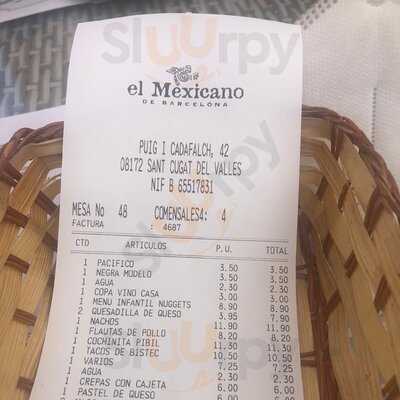 Sluurpy
el Mexicano
DE BARCELONA
PUIG I CADAFALCH, 42
08172 SANT CUGAT DEL VALLES
NIF B 65517831
MESA No 48 COMENSALES4: 4
FACTURA : 4687
CTD ARTICULOS P.U. TOTAL
1 PACIFICO 3.50 3.50
1 NEGRA MODELO 3.50 3.50
1 AGUA 2.30 2.30
1 COPA VINO CASA 3.00 3.00
1 MENU INFANTIL NUGGETS 8.90 8.90
2 QUESADILLA DE QUESO 3.95 7.90
1 NACHOS 11.90 11.90
1 FLAUTAS DE POLLO 8.20 8.20
1 COCHINITA PIBIL 11.30 11.30
1 TACOS DE BISTEC 10.50 10.50
1 VARIOS 7.25 7.25
1 AGUA 2.30 2.30
1 CREPAS CON CAJETA 6.00 6.00
1 PASTEL DE QUESO 6.00 6.00